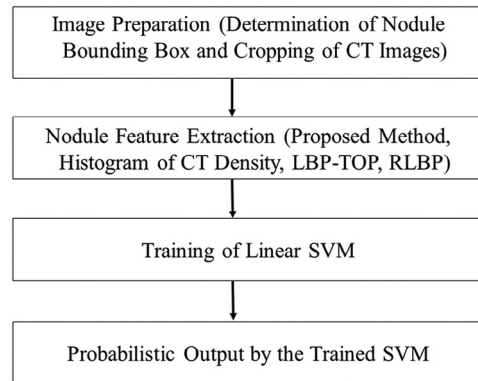 Image Preparation (Determination of Nodule
Bounding Box and Cropping of CT Images)
Nodule Feature Extraction (Proposed Method,
Histogram of CT Density, LBP-TOP, RLBP)
Training of Linear SVM
Probabilistic Output by the Trained SVM